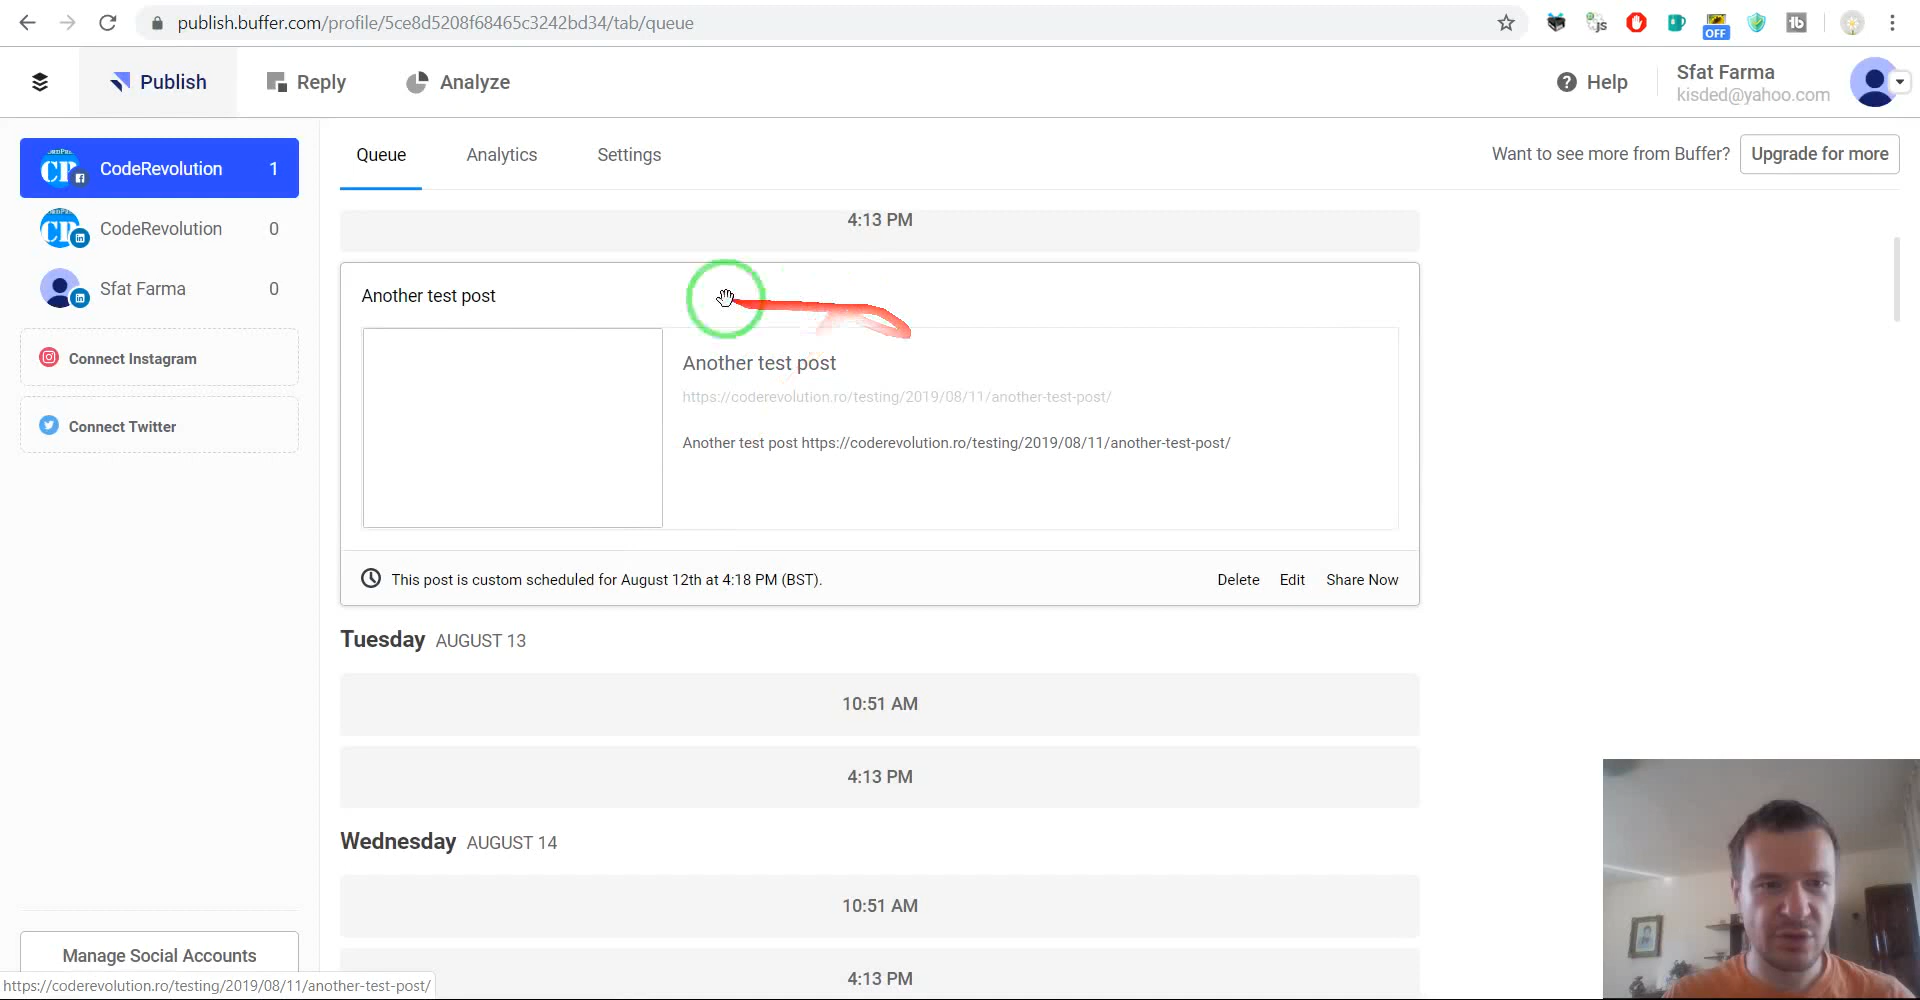 publish.buffer.com/profile/5ce8d5208f68465c3242bd34/tab/queue
OFF
Publish
Reply
Analyze
Help
Sfat Farma
kisded@yahoo.com
CodeRevolution 1
CodeRevolution 0
Sfat Farma 0
Connect Instagram
Connect Twitter
Manage Social Accounts
https://coderevolution.ro/testing/2019/08/11/another-test-post/
Queue
Analytics
Settings
Want to see more from Buffer?
Upgrade for more
4:13 PM
Another test post
Another test post
https://coderevolution.ro/testing/2019/08/11/another-test-post/
Another test post https://coderevolution.ro/testing/2019/08/11/another-test-post/
This post is custom scheduled for August 12th at 4:18 PM (BST).
Delete Edit Share Now
Tuesday AUGUST 13
10:51 AM
4:13 PM
Wednesday AUGUST 14
10:51 AM
4:13 PM